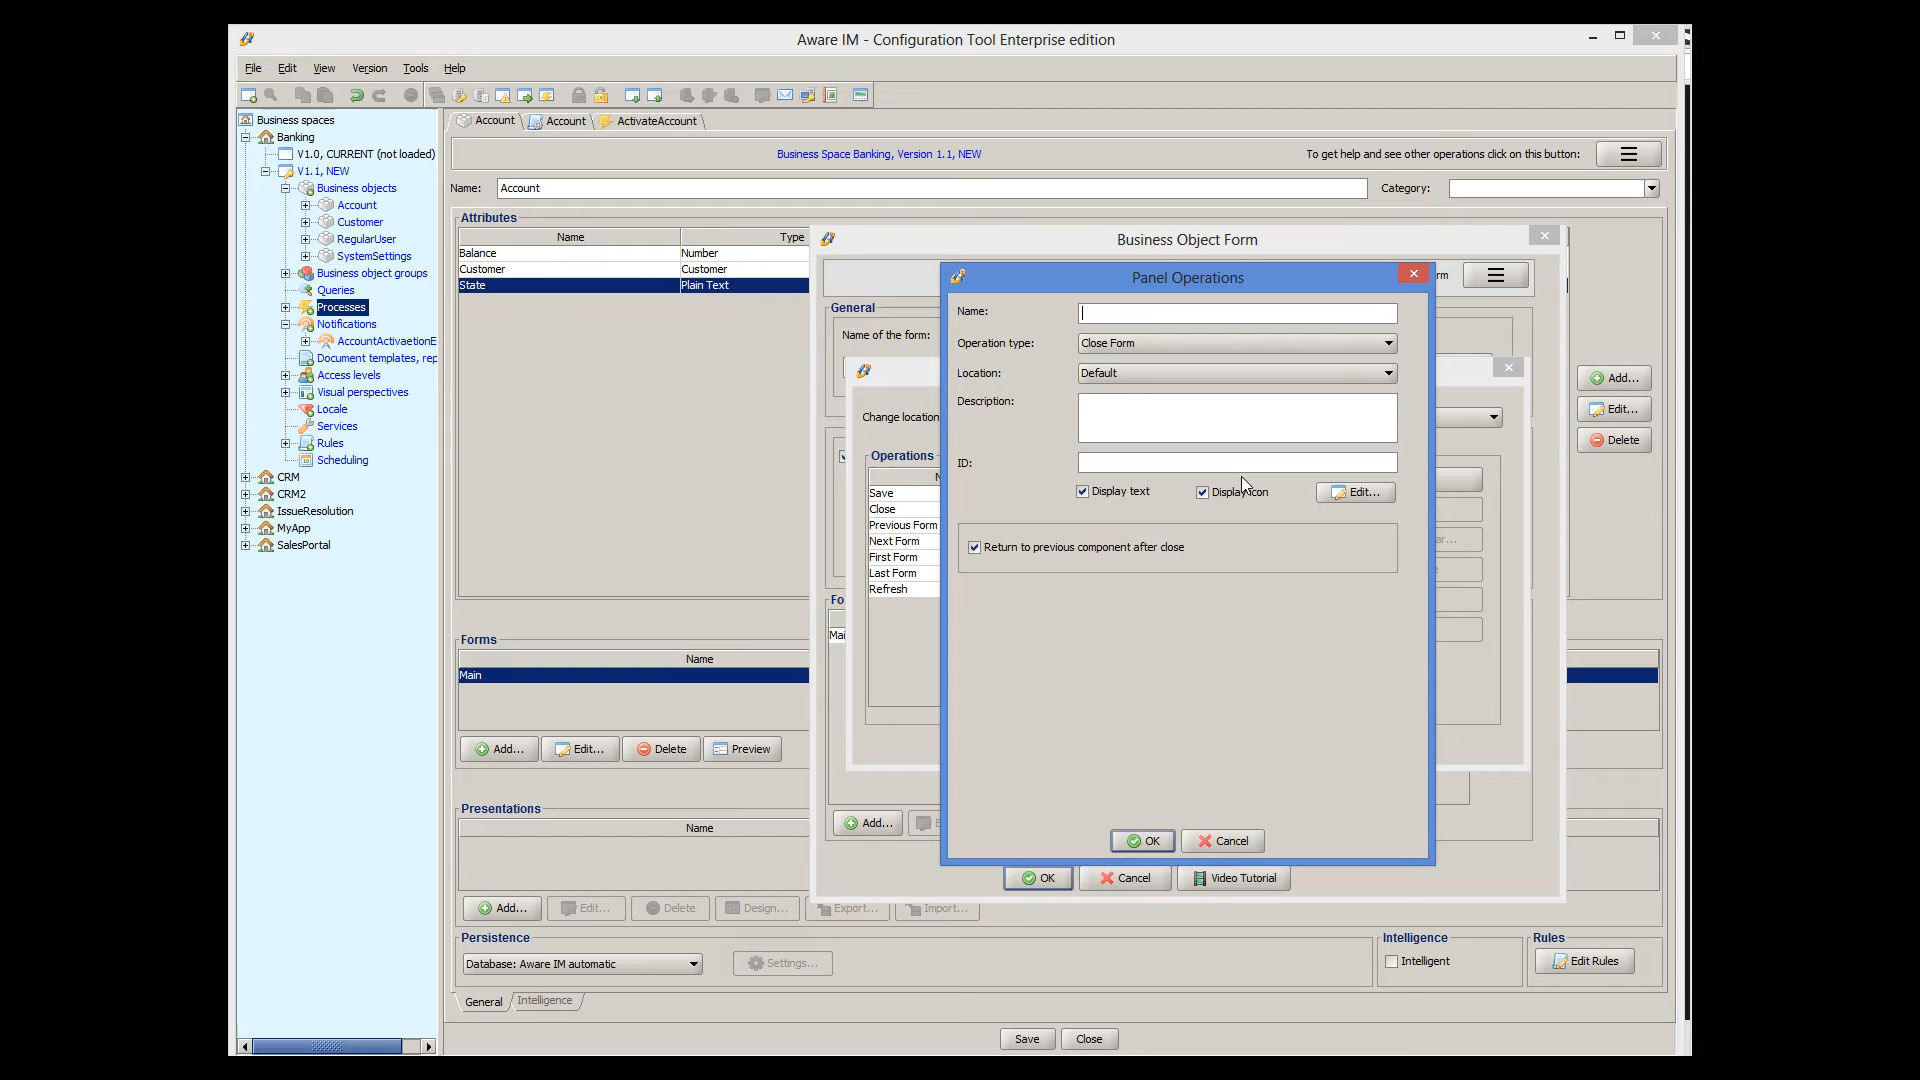 Aware IM - Configuration Tool Enterprise edition
File Edit View Version Tools Help
Business spaces
Banking
V1.0, CURRENT (not loaded)
V1.1, NEW
Business objects
Account
Customer
RegularUser
SystemSettings
Business object groups
Queries
Processes
Notifications
AccountActivaetionE
Document templates, rep
Access levels
Visual perspectives
Locale
Services
Rules
Scheduling
CRM
CRM2
IssueResolution
MyApp
SalesPortal
Account Account ActivateAccount
Business Space Banking, Version 1.1, NEW
To get help and see other operations click on this button:
Name: Account Category:
Attributes
Name Type
Balance Number
Customer Customer
State Plain Text
Add...
Edit...
Delete
Business Object Form
General
Name of the form:
rm
Change location
Operations
N
Save
Close
Previous Form
Next Form
First Form
Last Form
Refresh
ar...
e
Fo
Mai
Add... E
OK Cancel Video Tutorial
Panel Operations
Name:
Operation type: Close Form
Location: Default
Description:
ID:
Display text Display icon Edit...
Return to previous component after close
OK Cancel
Forms
Name
Main
Add... Edit... Delete Preview
Presentations
Name
Add... Edit... Delete Design... Export... Import...
Persistence
Database: Aware IM automatic Settings...
Intelligence
Intelligent
Rules
Edit Rules
General Intelligence
Save Close